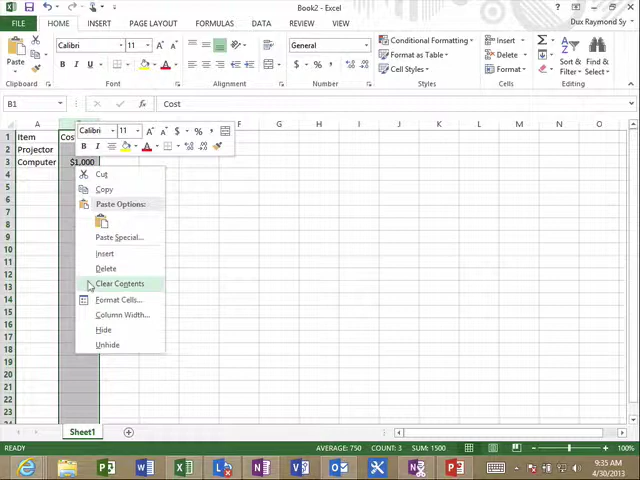 Book2 - Excel
Dux Raymond Sy
FILE HOME INSERT PAGE LAYOUT FORMULAS DATA REVIEW VIEW
Paste
Calibri 11
General
Conditional Formatting
Format as Table
Cell Styles
Insert
Delete
Format
Sort &
Filter
Find &
Select
Clipboard Font Alignment Number Styles Cells Editing
B1 Cost
Calibri 11
A F G H I J K L M N O
1 Item Cos
2 Projector
3 Computer $1,000
4
5
6
7
8
9
10
11
12
13
14
15
16
17
18
19
20
21
22
23
24
Cut
Copy
Paste Options:
Paste Special...
Insert
Delete
Clear Contents
Format Cells...
Column Width...
Hide
Unhide
Sheet1
READY AVERAGE: 750 COUNT: 3 SUM: 1500 100%
9:35 AM
4/30/2013